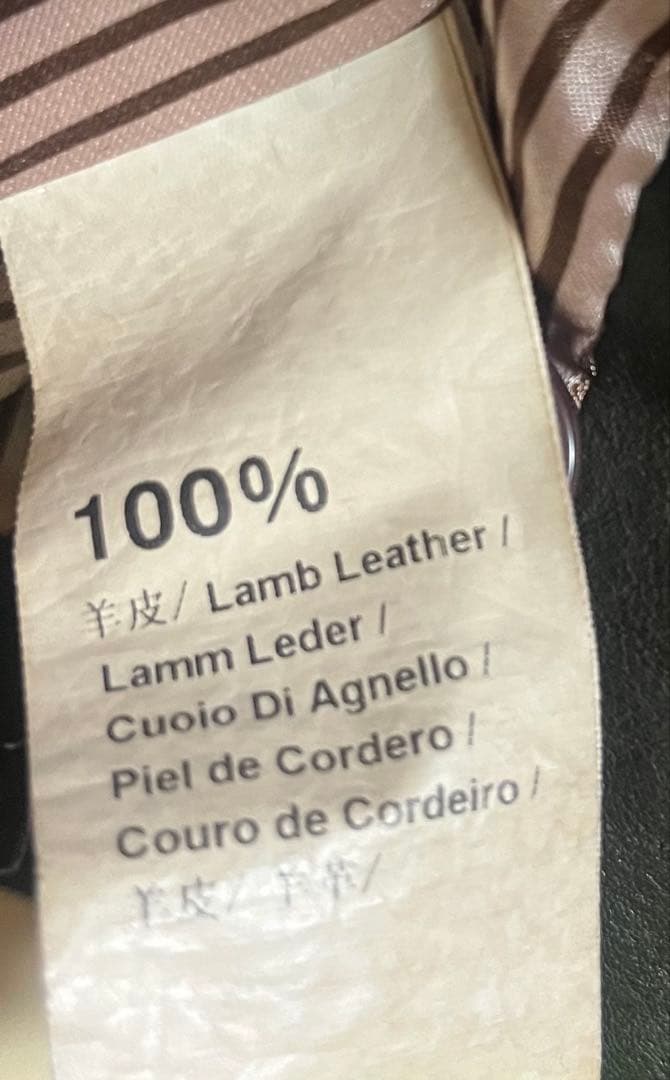 100%
羊皮/ Lamb Leather /
Lamm Leder /
Cuoio Di Agnello /
Piel de Cordero /
Couro de Cordeiro /
羊皮/ 羊革/